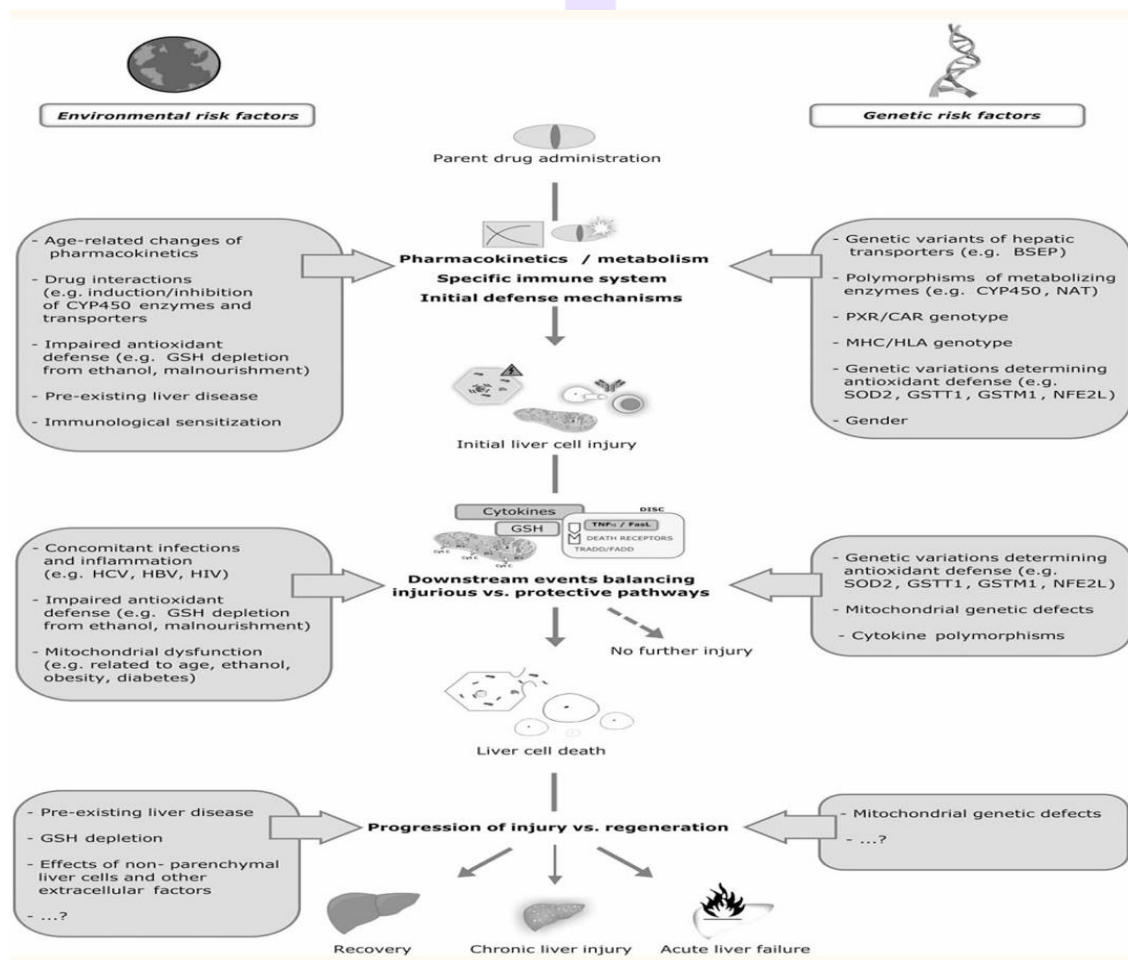 Environmental risk factors
Genetic risk factors
Parent drug administration
- Age-related changes of
pharmacokinetics
- Drug interactions
(e.g. induction/inhibition
of CYP450 enzymes and
transporters
- Impaired antioxidant
defense (e.g. GSH depletion
from ethanol, malnourishment)
- Pre-existing liver disease
- Immunological sensitization
Pharmacokinetics / metabolism
Specific immune system
Initial defense mechanisms
- Genetic variants of hepatic
transporters (e.g. BSEP)
- Polymorphisms of metabolizing
enzymes (e.g. CYP450, NAT)
- PXR/CAR genotype
- MHC/HLA genotype
- Genetic variations determining
antioxidant defense (e.g.
SOD2, GSTT1, GSTM1, NFE2L)
- Gender
Initial liver cell injury
Cytokines
GSH
DISC
TNFα / FasL
DEATH RECEPTORS
TRADD/FADD
Cyt C
Cyt C
Cyt C
- Concomitant infections
and inflammation
(e.g. HCV, HBV, HIV)
- Impaired antioxidant
defense (e.g. GSH depletion
from ethanol, malnourishment)
- Mitochondrial dysfunction
(e.g. related to age, ethanol,
obesity, diabetes)
Downstream events balancing
injurious vs. protective pathways
- Genetic variations determining
antioxidant defense (e.g.
SOD2, GSTT1, GSTM1, NFE2L)
- Mitochondrial genetic defects
- Cytokine polymorphisms
No further injury
Liver cell death
- Pre-existing liver disease
- GSH depletion
- Effects of non- parenchymal
liver cells and other
extracellular factors
- ...?
Progression of injury vs. regeneration
- Mitochondrial genetic defects
- ...?
Recovery
Chronic liver injury
Acute liver failure